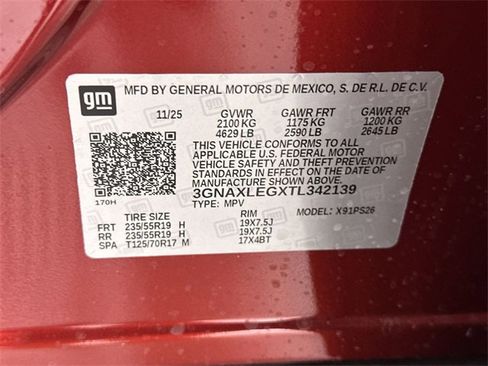 gm
MFD BY GENERAL MOTORS DE MEXICO, S. DE R.L. DE C.V.
11/25 GVWR GAWR FRT GAWR RR
2100 KG 1175 KG 1200 KG
4629 LB 2590 LB 2645 LB
THIS VEHICLE CONFORMS TO ALL
APPLICABLE U.S. FEDERAL MOTOR
VEHICLE SAFETY AND THEFT PREVENTION
STANDARDS IN EFFECT ON THE DATE OF
MANUFACTURE SHOWN ABOVE.
170H 3GNAXLEGXTL342139
TYPE: MPV MODEL: X91PS26
TIRE SIZE RIM
FRT 235/55R19 H 19X7.5J
RR 235/55R19 H 19X7.5J
SPA T125/70R17 M 17X4BT